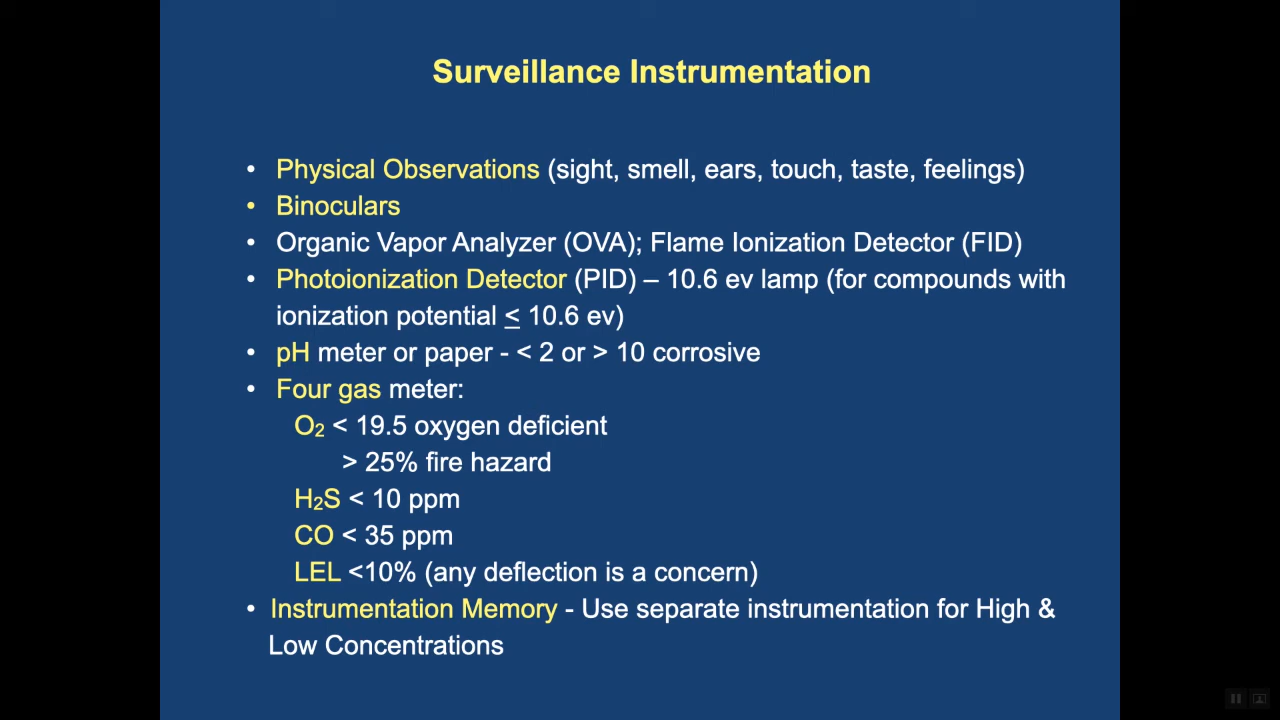 Surveillance Instrumentation
• Physical Observations (sight, smell, ears, touch, taste, feelings)
• Binoculars
• Organic Vapor Analyzer (OVA); Flame Ionization Detector (FID)
• Photoionization Detector (PID) – 10.6 ev lamp (for compounds with
ionization potential ≤ 10.6 ev)
• pH meter or paper - < 2 or > 10 corrosive
• Four gas meter:
O₂ < 19.5 oxygen deficient
> 25% fire hazard
H₂S < 10 ppm
CO < 35 ppm
LEL <10% (any deflection is a concern)
• Instrumentation Memory - Use separate instrumentation for High &
Low Concentrations